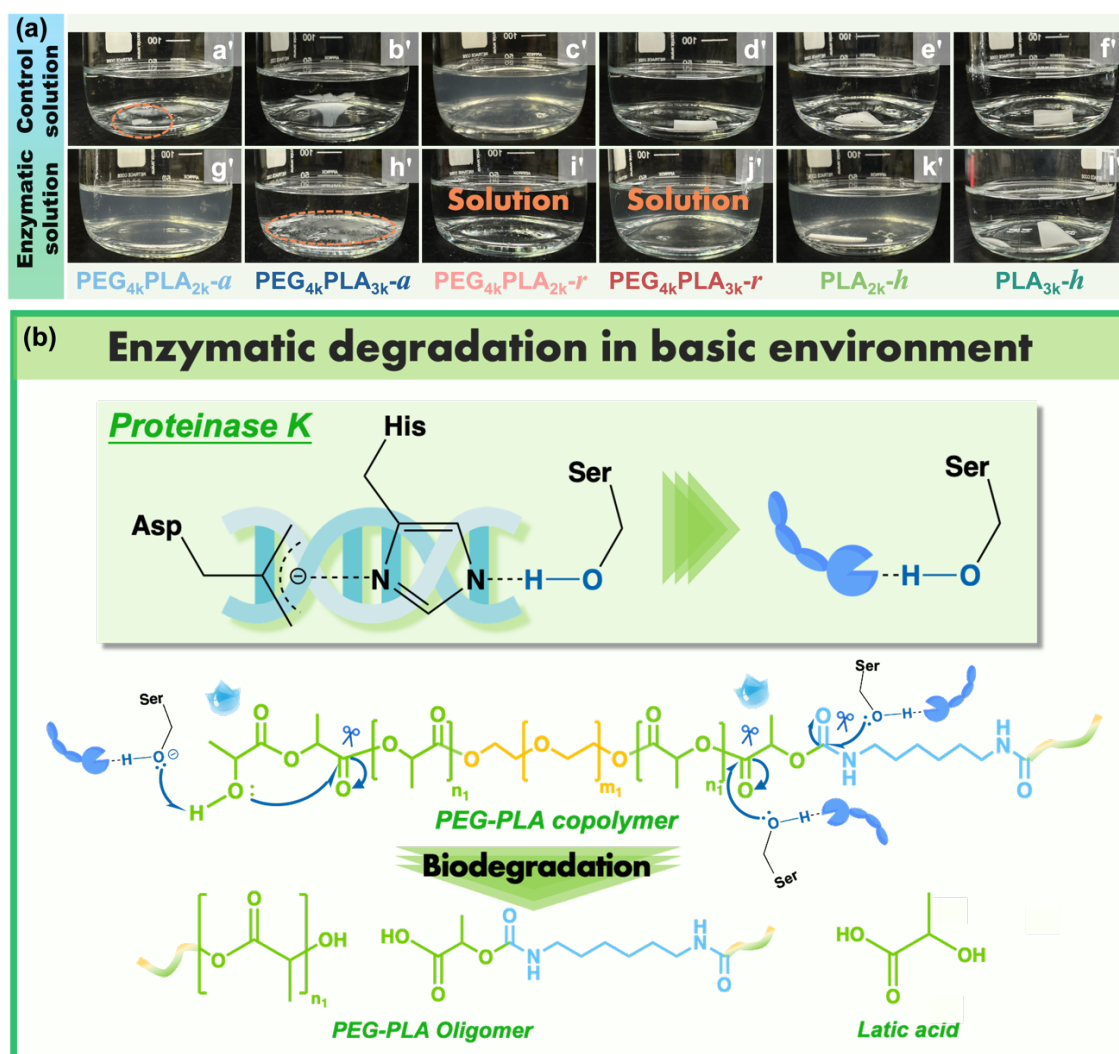 (a)
Control solution
a' b' c' d' e' f'
100
Enzymatic solution
g' h' i' j' k' l'
Solution Solution
PEG₄ₖPLA₂ₖ-a PEG₄ₖPLA₃ₖ-a PEG₄ₖPLA₂ₖ-r PEG₄ₖPLA₃ₖ-r PLA₂ₖ-h PLA₃ₖ-h
(b)
Enzymatic degradation in basic environment
Proteinase K
His
Ser
Ser
Asp
N N H O
H O
Ser
Ser
H O
O H
O O O O O O O O O O O
N H
H N
O
n₁ m₁ n₁
H O
PEG-PLA copolymer
O H
Ser
Biodegradation
O OH
O
n₁
HO O O O
N H
H N
O
HO OH
O
PEG-PLA Oligomer
Latic acid